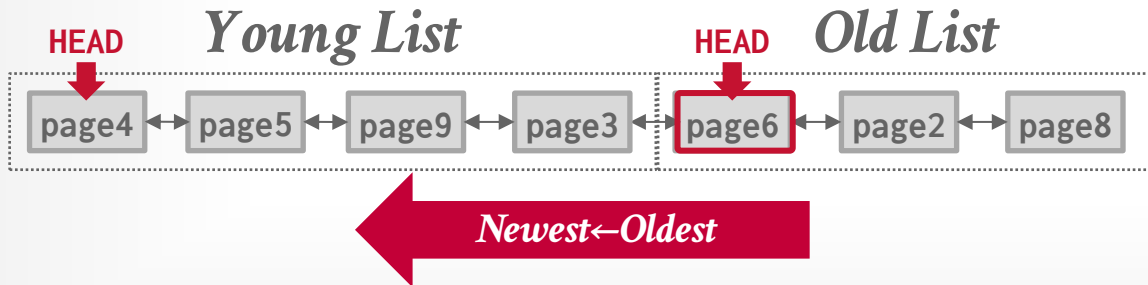 Young List Old List
HEAD HEAD
page4 page5 page9 page3 page6 page2 page8
Newest←Oldest